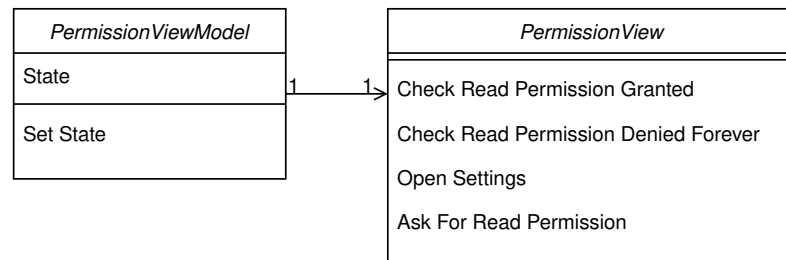 PermissionViewModel
State
Set State
1 1
PermissionView
Check Read Permission Granted
Check Read Permission Denied Forever
Open Settings
Ask For Read Permission